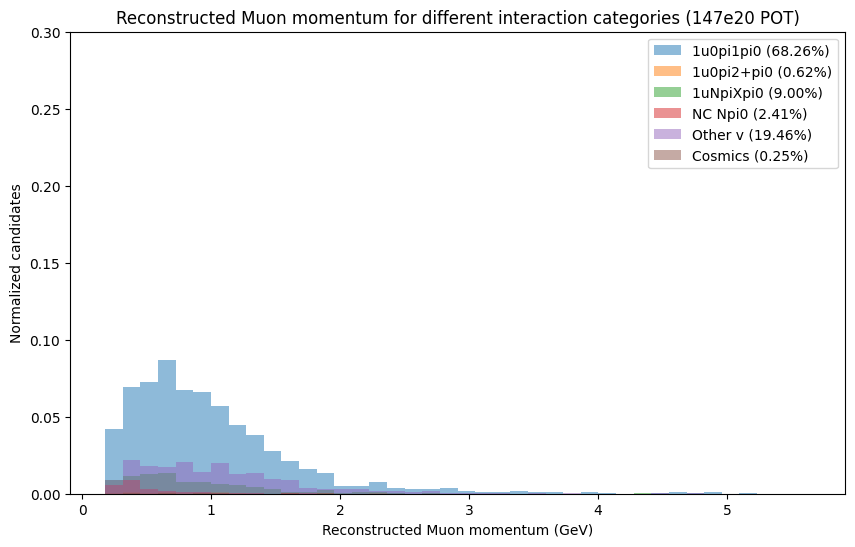 Reconstructed Muon momentum for different interaction categories (147e20 POT)
0.30
0.25
0.20
0.15
0.10
0.05
0.00
Normalized candidates
1u0pi1pi0 (68.26%)
1u0pi2+pi0 (0.62%)
1uNpiXpi0 (9.00%)
NC Npi0 (2.41%)
Other v (19.46%)
Cosmics (0.25%)
0 1 2 3 4 5
Reconstructed Muon momentum (GeV)